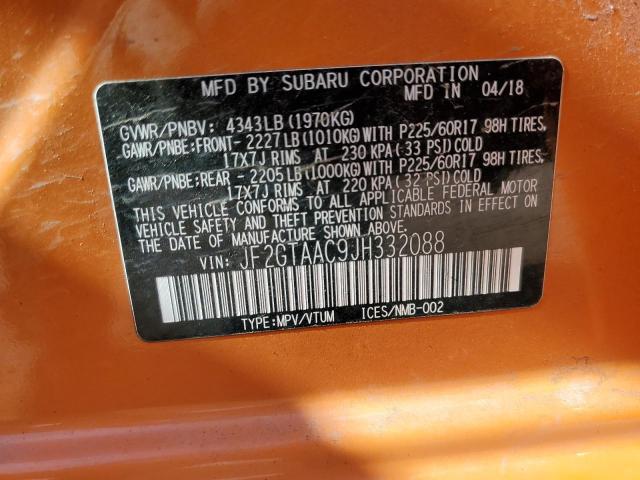 MFD BY SUBARU CORPORATION
MFD IN 04/18
GVWR/PNBV: 4343LB (1970KG)
GAWR/PNBE:FRONT-2227LB(1010KG)WITH P225/60R17 98H TIRES,
17X7J RIMS AT 230 KPA(33 PSI)COLD
GAWR/PNBE:REAR-2205LB(1000KG)WITH P225/60R17 98H TIRES,
17X7J RIMS AT 220 KPA(32 PSI)COLD
THIS VEHICLE CONFORMS TO ALL APPLICABLE FEDERAL MOTOR
VEHICLE SAFETY AND THEFT PREVENTION STANDARDS IN EFFECT
ON THE DATE OF MANUFACTURE SHOWN ABOVE.
VIN: JF2GTAAC9JH332088
TYPE:MPV/VTUM ICES/NMB-002